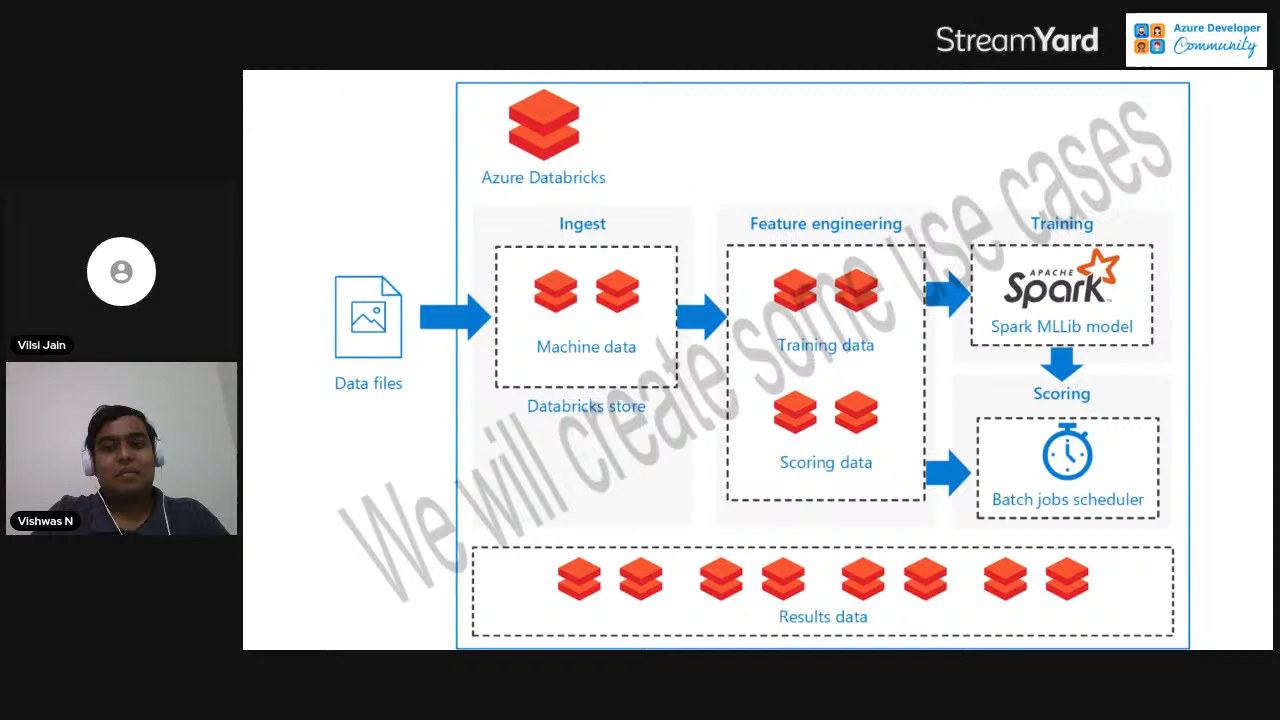 StreamYard
Azure Developer
Community
Azure Databricks
Ingest
Feature engineering
Training
APACHE
Spark™
Machine data
Training data
Spark MLLib model
Data files
Databricks store
Scoring
Scoring data
Batch jobs scheduler
Results data
We will create some use cases
Vilsi Jain
Vishwas N